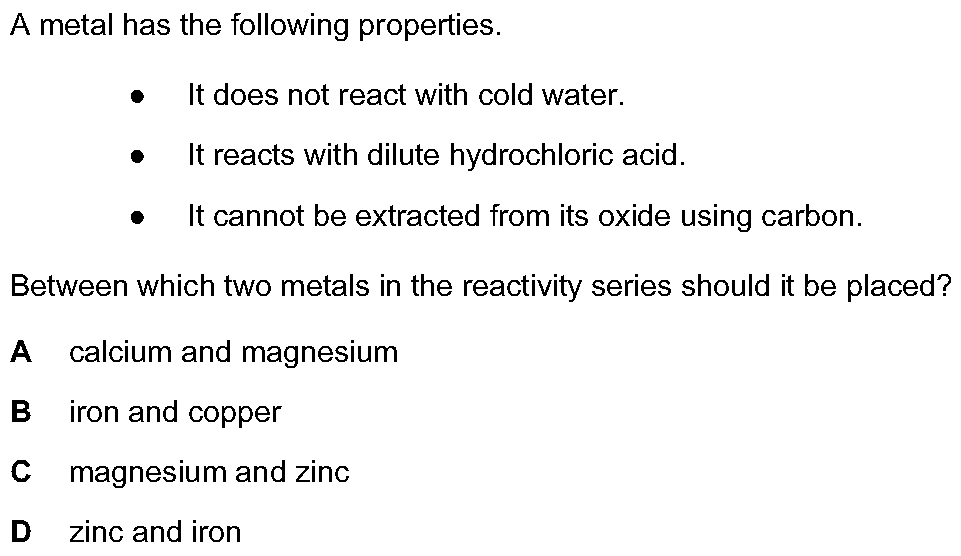 A metal has the following properties.
● It does not react with cold water.
● It reacts with dilute hydrochloric acid.
● It cannot be extracted from its oxide using carbon.
Between which two metals in the reactivity series should it be placed?
A calcium and magnesium
B iron and copper
C magnesium and zinc
D zinc and iron